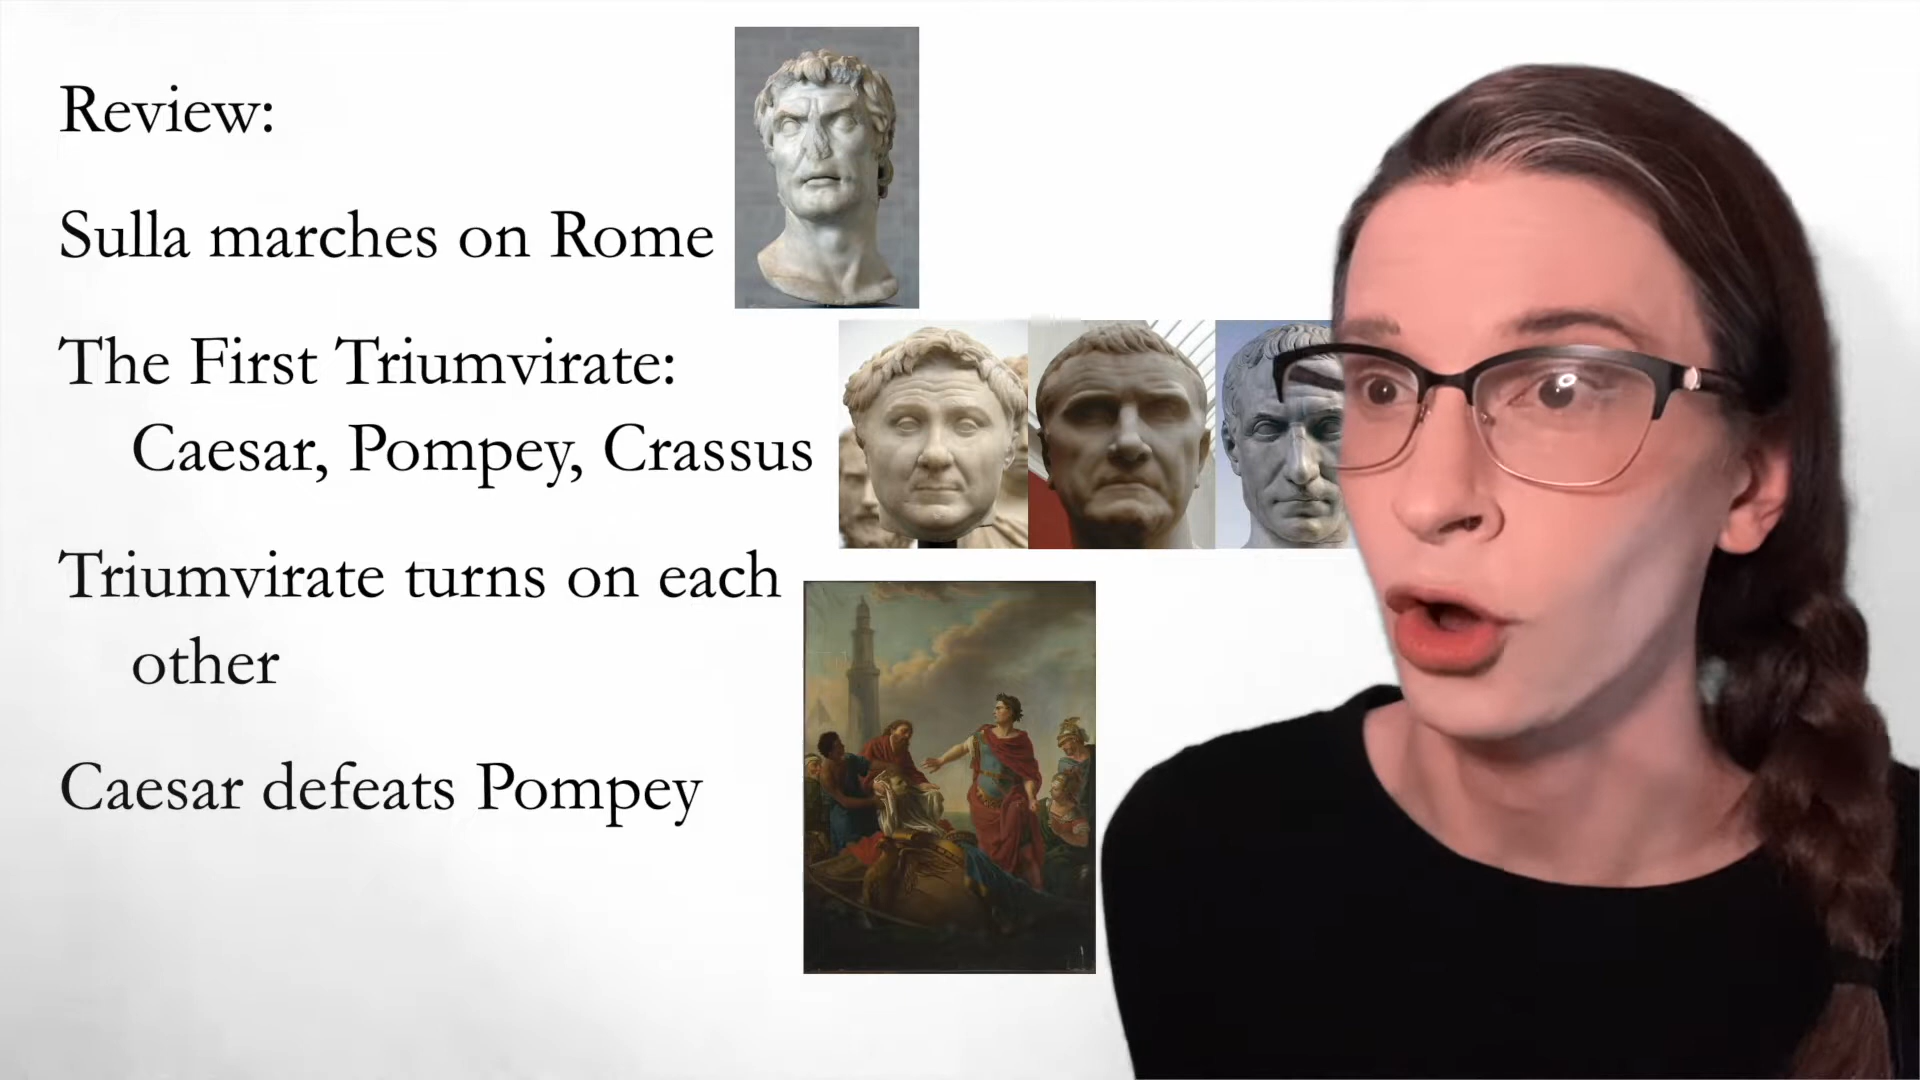 Review:
Sulla marches on Rome
The First Triumvirate:
Caesar, Pompey, Crassus
Triumvirate turns on each
other
Caesar defeats Pompey